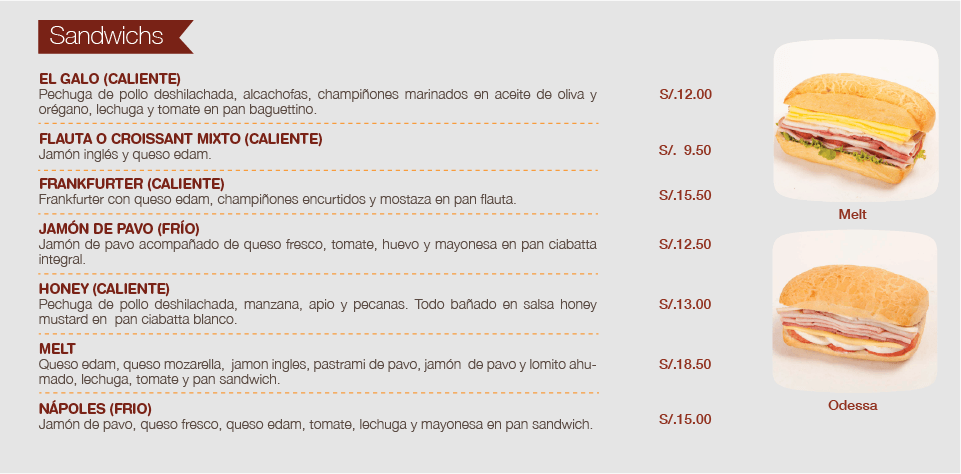 Sandwichs
EL GALO (CALIENTE)
Pechuga de pollo deshilachada, alcachofas, champiñones marinados en aceite de oliva y
orégano, lechuga y tomate en pan baguettino.
S/.12.00
FLAUTA O CROISSANT MIXTO (CALIENTE)
Jamón inglés y queso edam.
S/. 9.50
FRANKFURTER (CALIENTE)
Frankfurter con queso edam, champiñones encurtidos y mostaza en pan flauta.
S/.15.50
JAMÓN DE PAVO (FRÍO)
Jamón de pavo acompañado de queso fresco, tomate, huevo y mayonesa en pan ciabatta
integral.
S/.12.50
HONEY (CALIENTE)
Pechuga de pollo deshilachada, manzana, apio y pecanas. Todo bañado en salsa honey
mustard en pan ciabatta blanco.
S/.13.00
MELT
Queso edam, queso mozarella, jamon ingles, pastrami de pavo, jamón de pavo y lomito ahu-
mado, lechuga, tomate y pan sandwich.
S/.18.50
NÁPOLES (FRIO)
Jamón de pavo, queso fresco, queso edam, tomate, lechuga y mayonesa en pan sandwich.
S/.15.00
Melt
Odessa